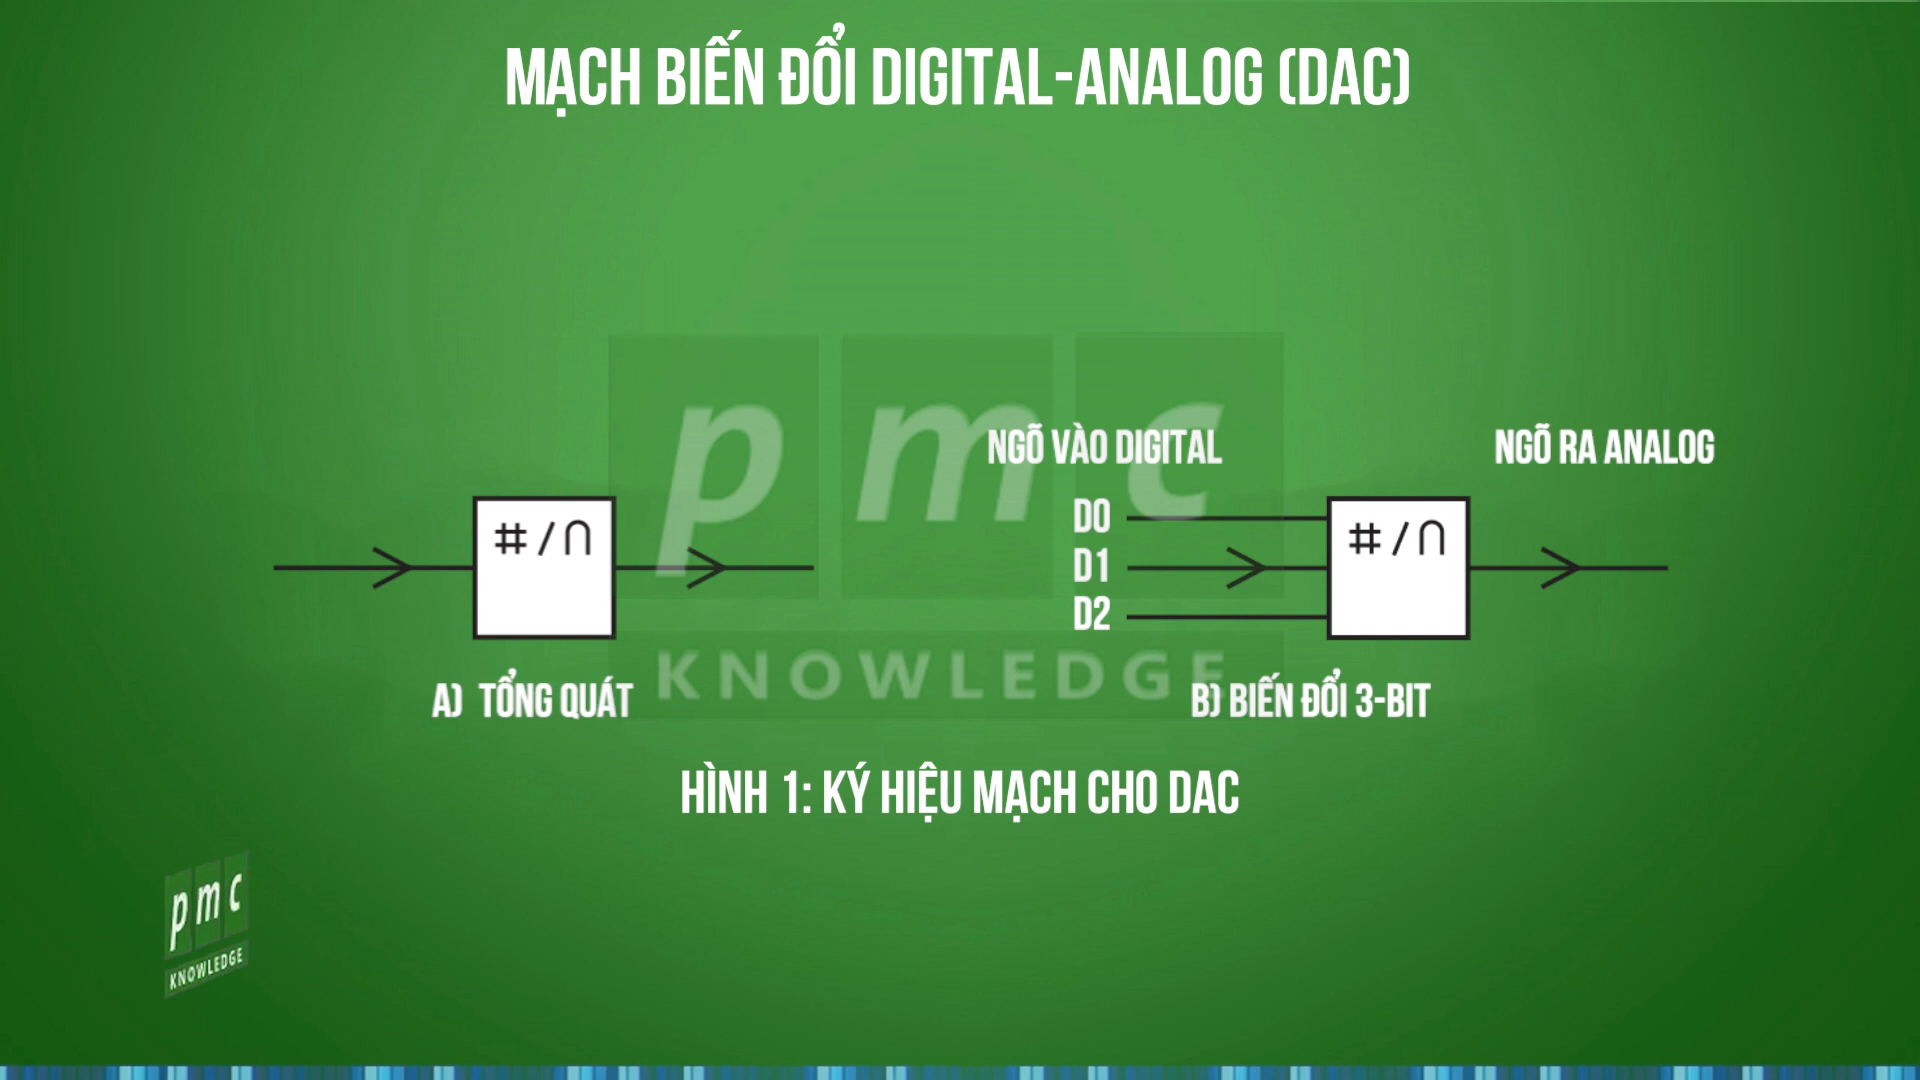 MẠCH BIẾN ĐỔI DIGITAL-ANALOG (DAC)
pmc
KNOWLEDGE
NGÕ VÀO DIGITAL
NGÕ RA ANALOG
#/∩
D0
D1
D2
#/∩
A) TỔNG QUÁT
B) BIẾN ĐỔI 3-BIT
HÌNH 1: KÝ HIỆU MẠCH CHO DAC
pmc
KNOWLEDGE